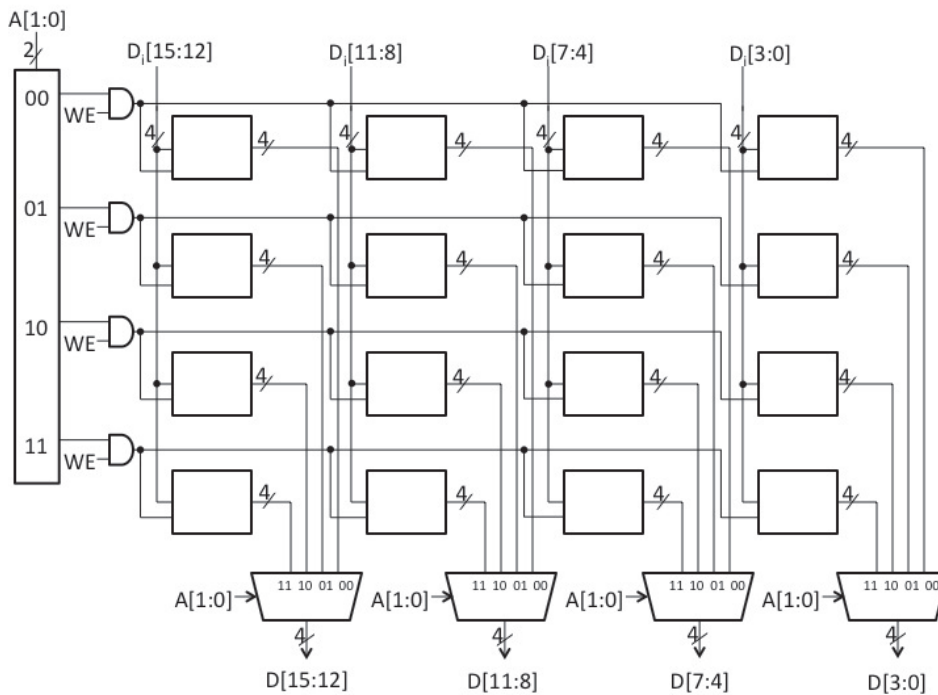 A[1:0]
2
Di[15:12] Di[11:8] Di[7:4] Di[3:0]
00
WE
4 4 4 4 4 4 4 4
01
WE
4 4 4 4
10
WE
4 4 4 4
11
WE
4 4 4 4
11 10 01 00 11 10 01 00 11 10 01 00 11 10 01 00
A[1:0] A[1:0] A[1:0] A[1:0]
4 4 4 4
D[15:12] D[11:8] D[7:4] D[3:0]